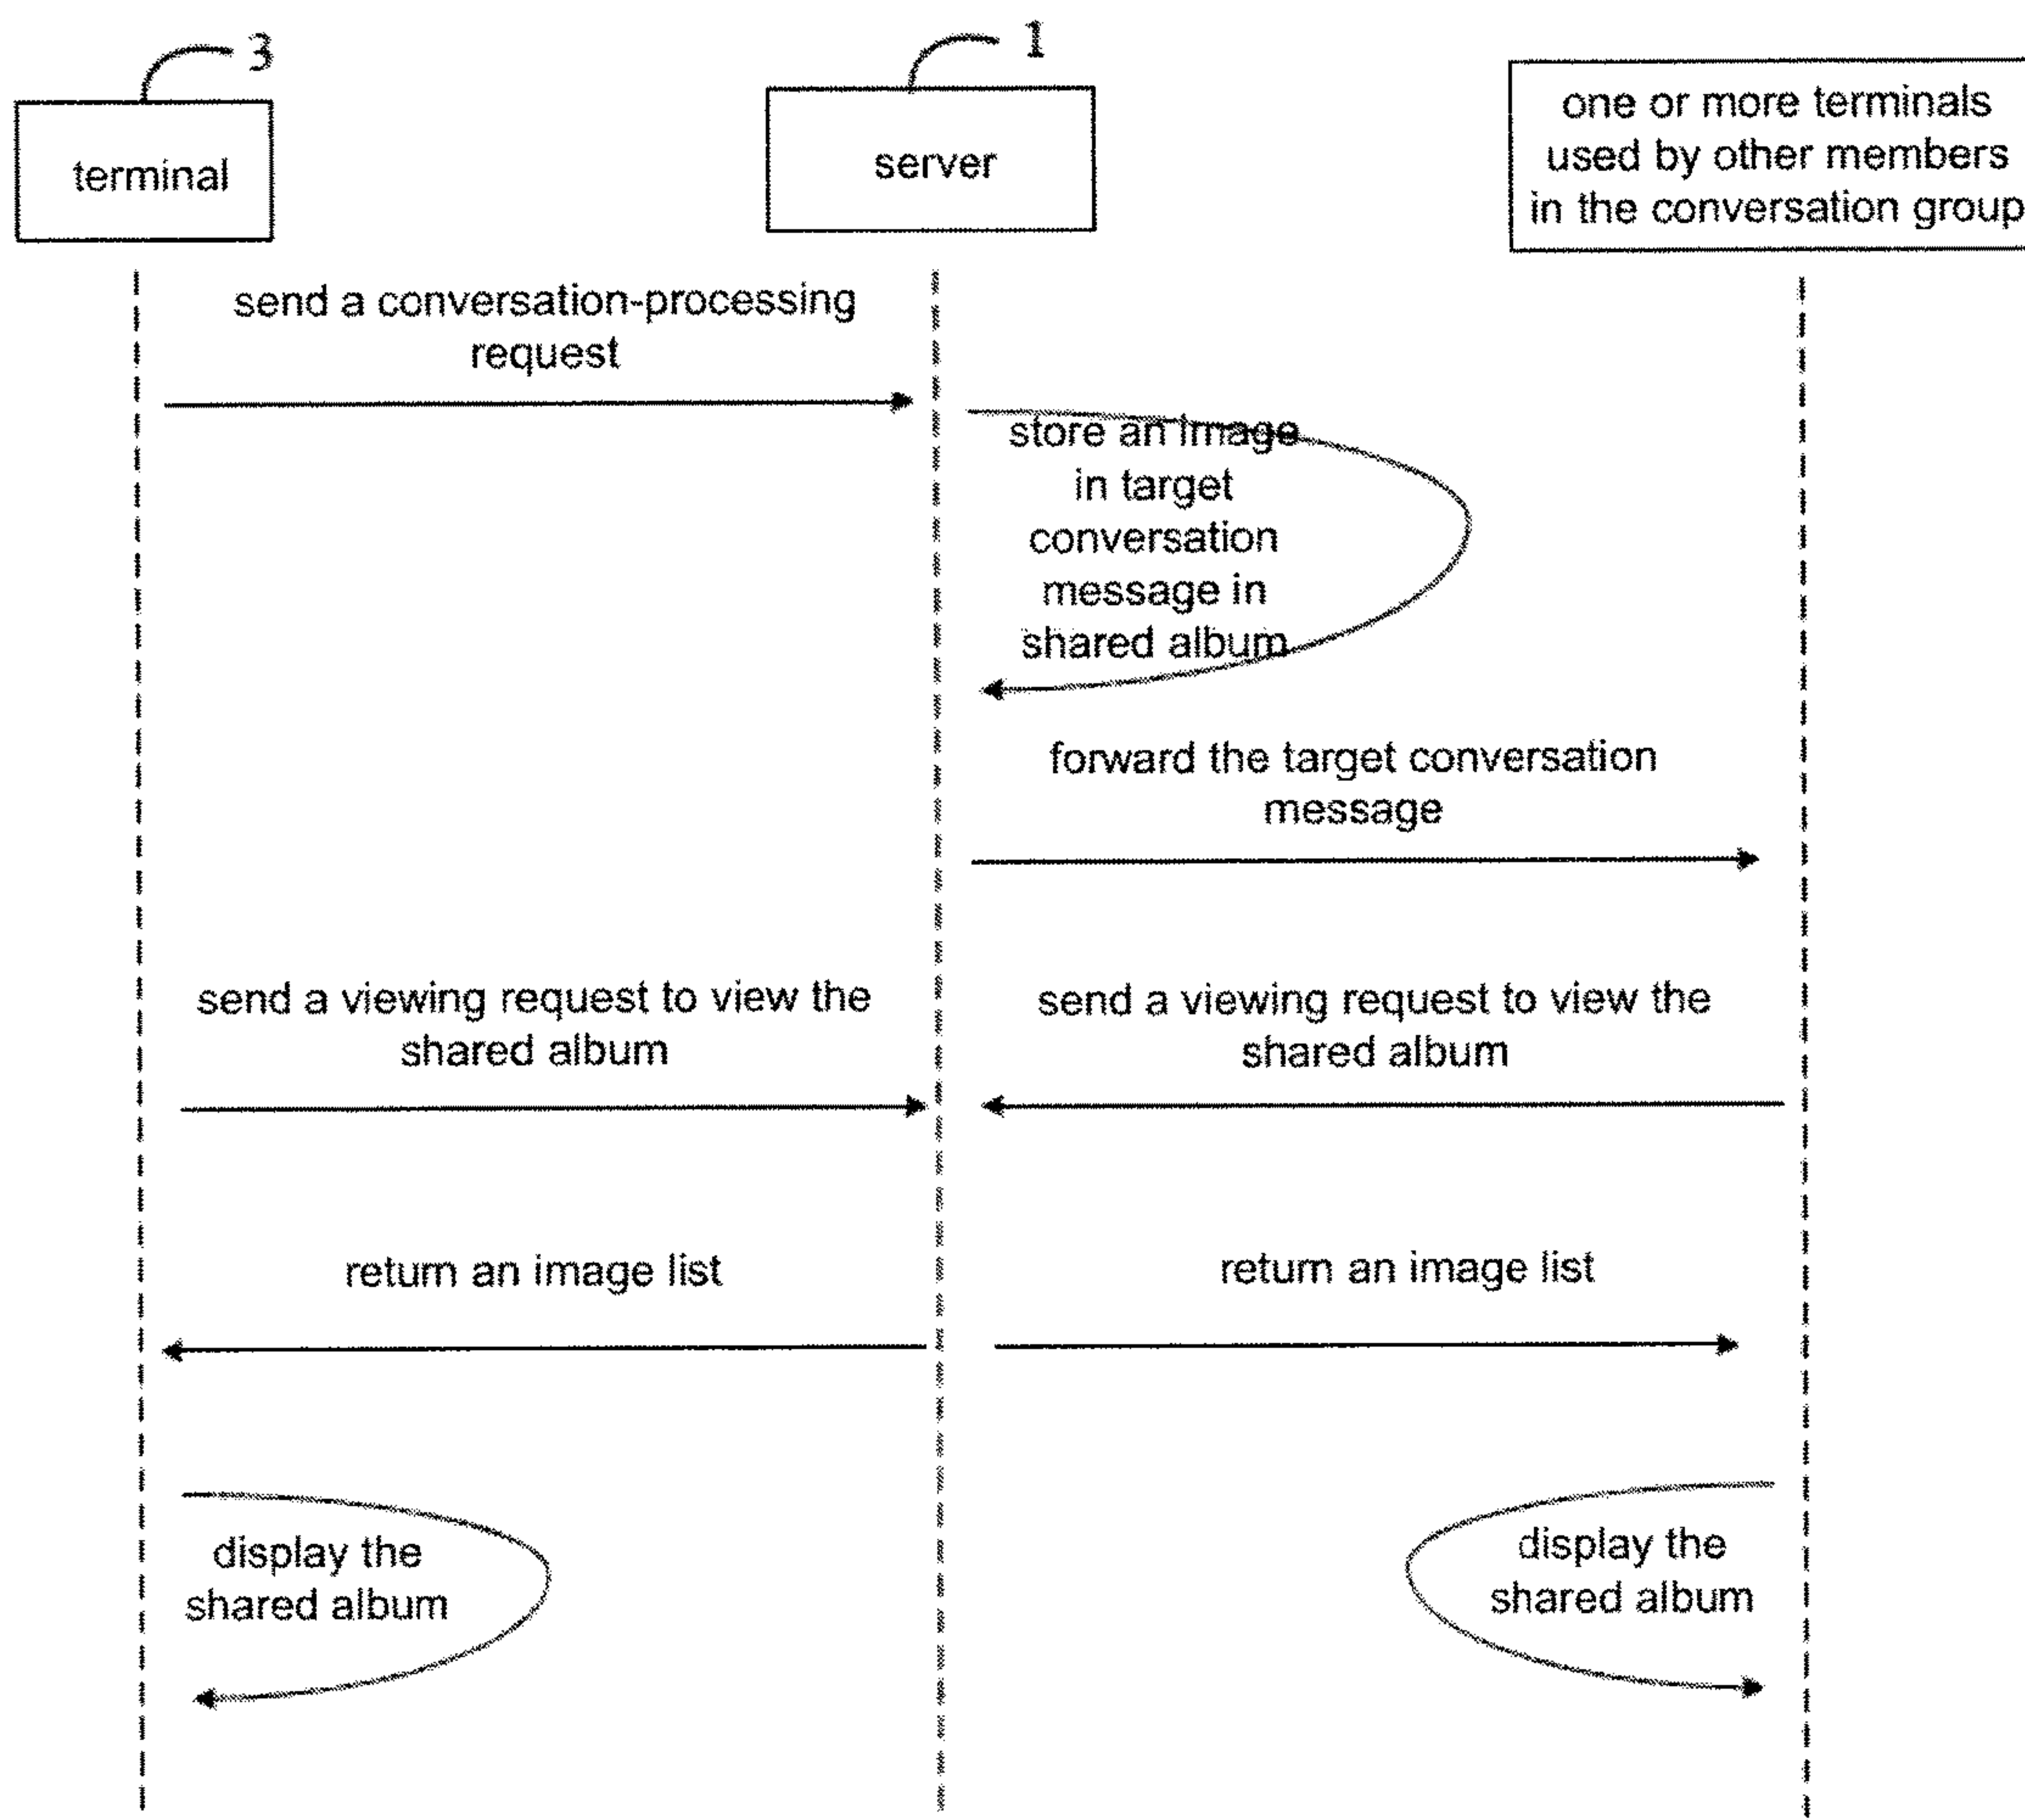 3
1
terminal
server
one or more terminals
used by other members
in the conversation group
send a conversation-processing
request
store an image
in target
conversation
message in
shared album
forward the target conversation
message
send a viewing request to view the
shared album
send a viewing request to view the
shared album
return an image list
return an image list
display the
shared album
display the
shared album